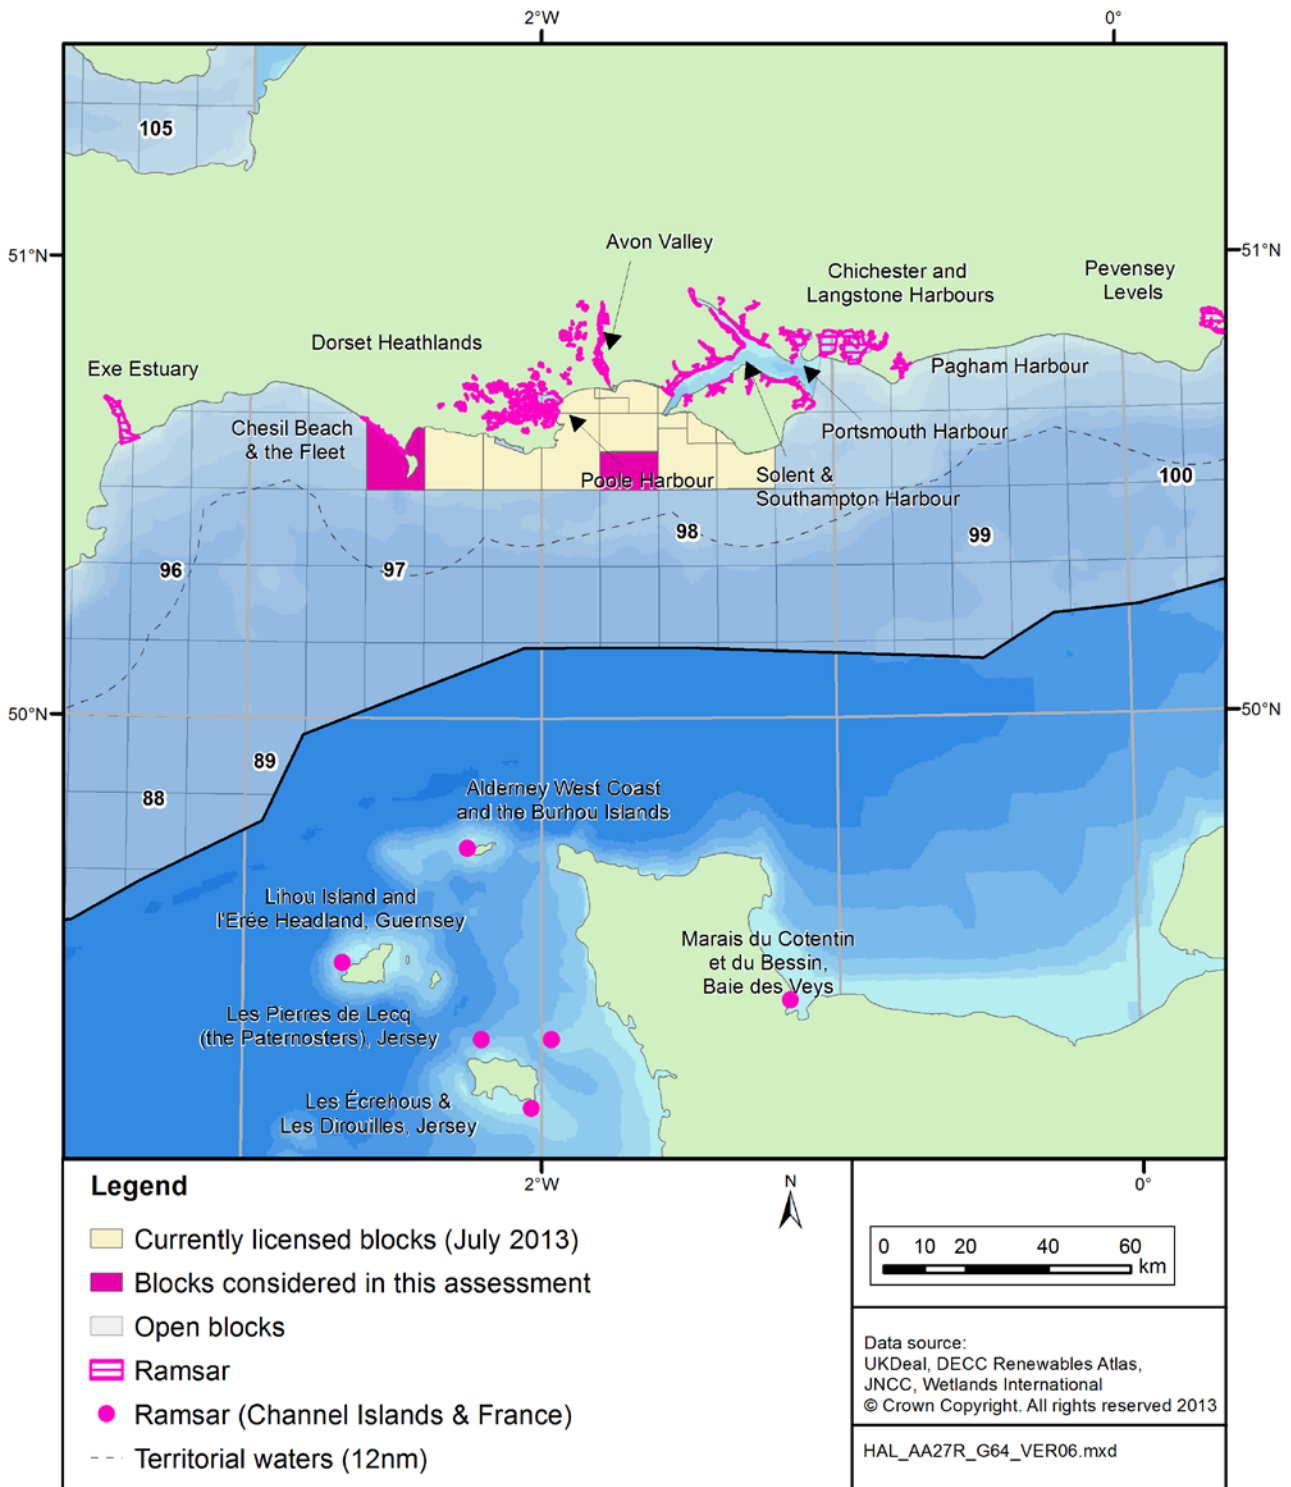 2°W
0°
105
51°N
51°N
Avon Valley
Chichester and
Langstone Harbours
Pevensey
Levels
Dorset Heathlands
Exe Estuary
Pagham Harbour
Chesil Beach
& the Fleet
Portsmouth Harbour
Poole Harbour
Solent &
Southampton Harbour
100
98
99
96
97
50°N
50°N
89
88
Alderney West Coast
and the Burhou Islands
Lihou Island and
l'Erée Headland, Guernsey
Marais du Cotentin
et du Bessin,
Baie des Veys
Les Pierres de Lecq
(the Paternosters), Jersey
Les Écrehous &
Les Dirouilles, Jersey
2°W
0°
Legend
Currently licensed blocks (July 2013)
Blocks considered in this assessment
Open blocks
Ramsar
Ramsar (Channel Islands & France)
Territorial waters (12nm)
N
0 10 20 40 60
km
Data source:
UKDeal, DECC Renewables Atlas,
JNCC, Wetlands International
© Crown Copyright. All rights reserved 2013
HAL_AA27R_G64_VER06.mxd